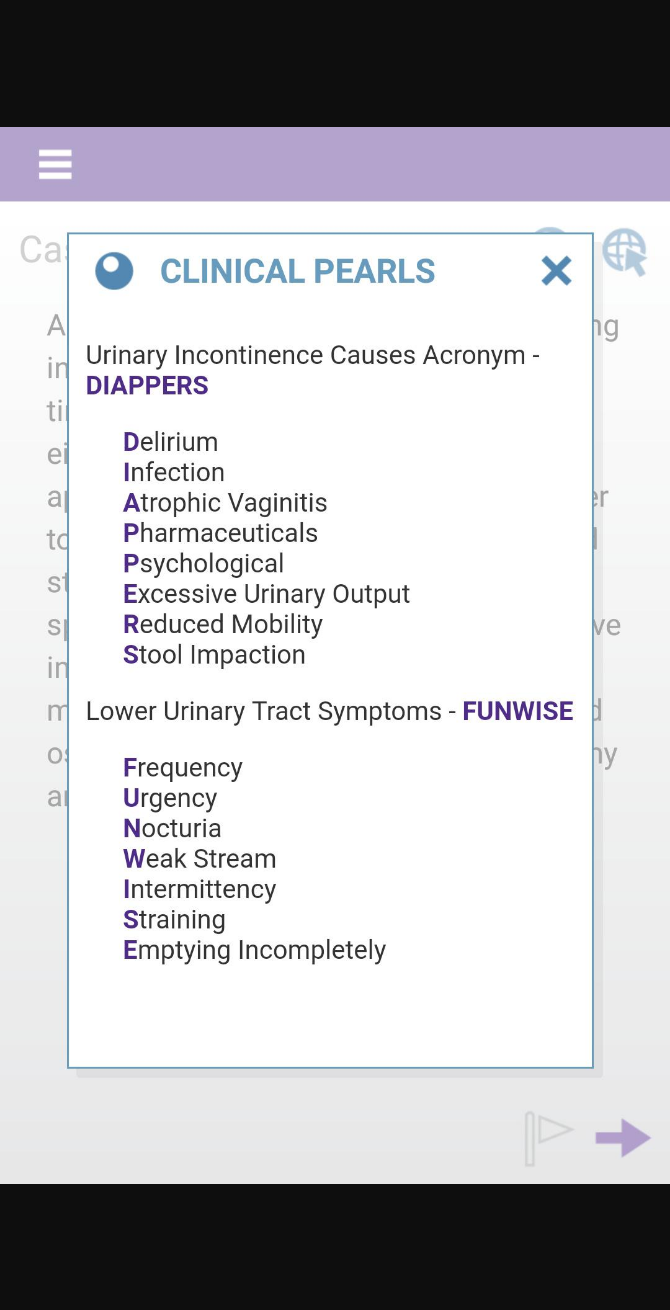 CLINICAL PEARLS
Urinary Incontinence Causes Acronym -
DIAPPERS
Delirium
Infection
Atrophic Vaginitis
Pharmaceuticals
Psychological
Excessive Urinary Output
Reduced Mobility
Stool Impaction
Lower Urinary Tract Symptoms - FUNWISE
Frequency
Urgency
Nocturia
Weak Stream
Intermittency
Straining
Emptying Incompletely